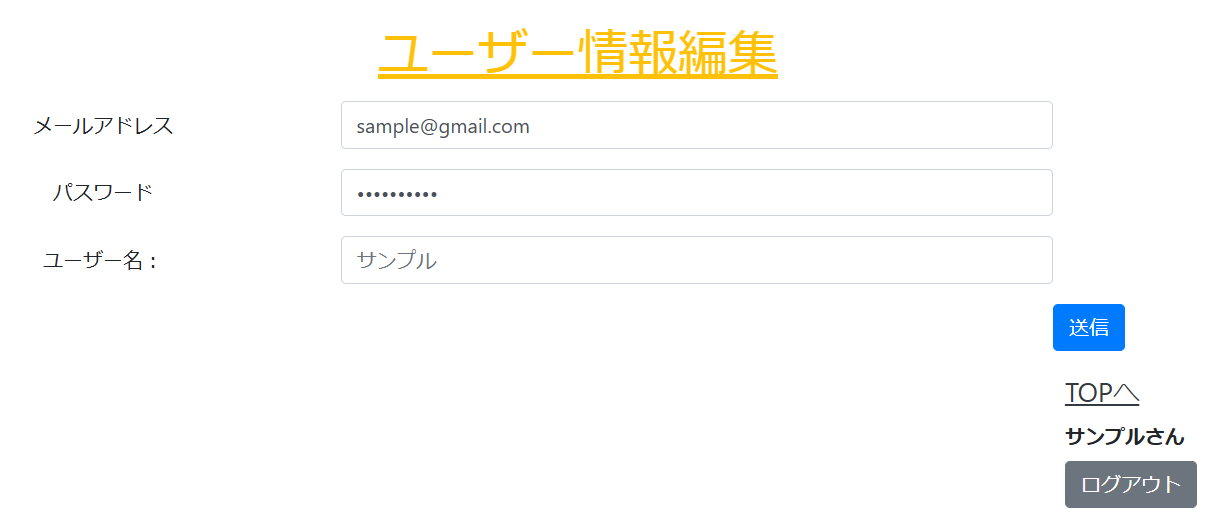 ユーザー情報編集
メールアドレス sample@gmail.com
パスワード ••••••••••
ユーザー名： サンプル
送信
TOPへ
サンプルさん
ログアウト